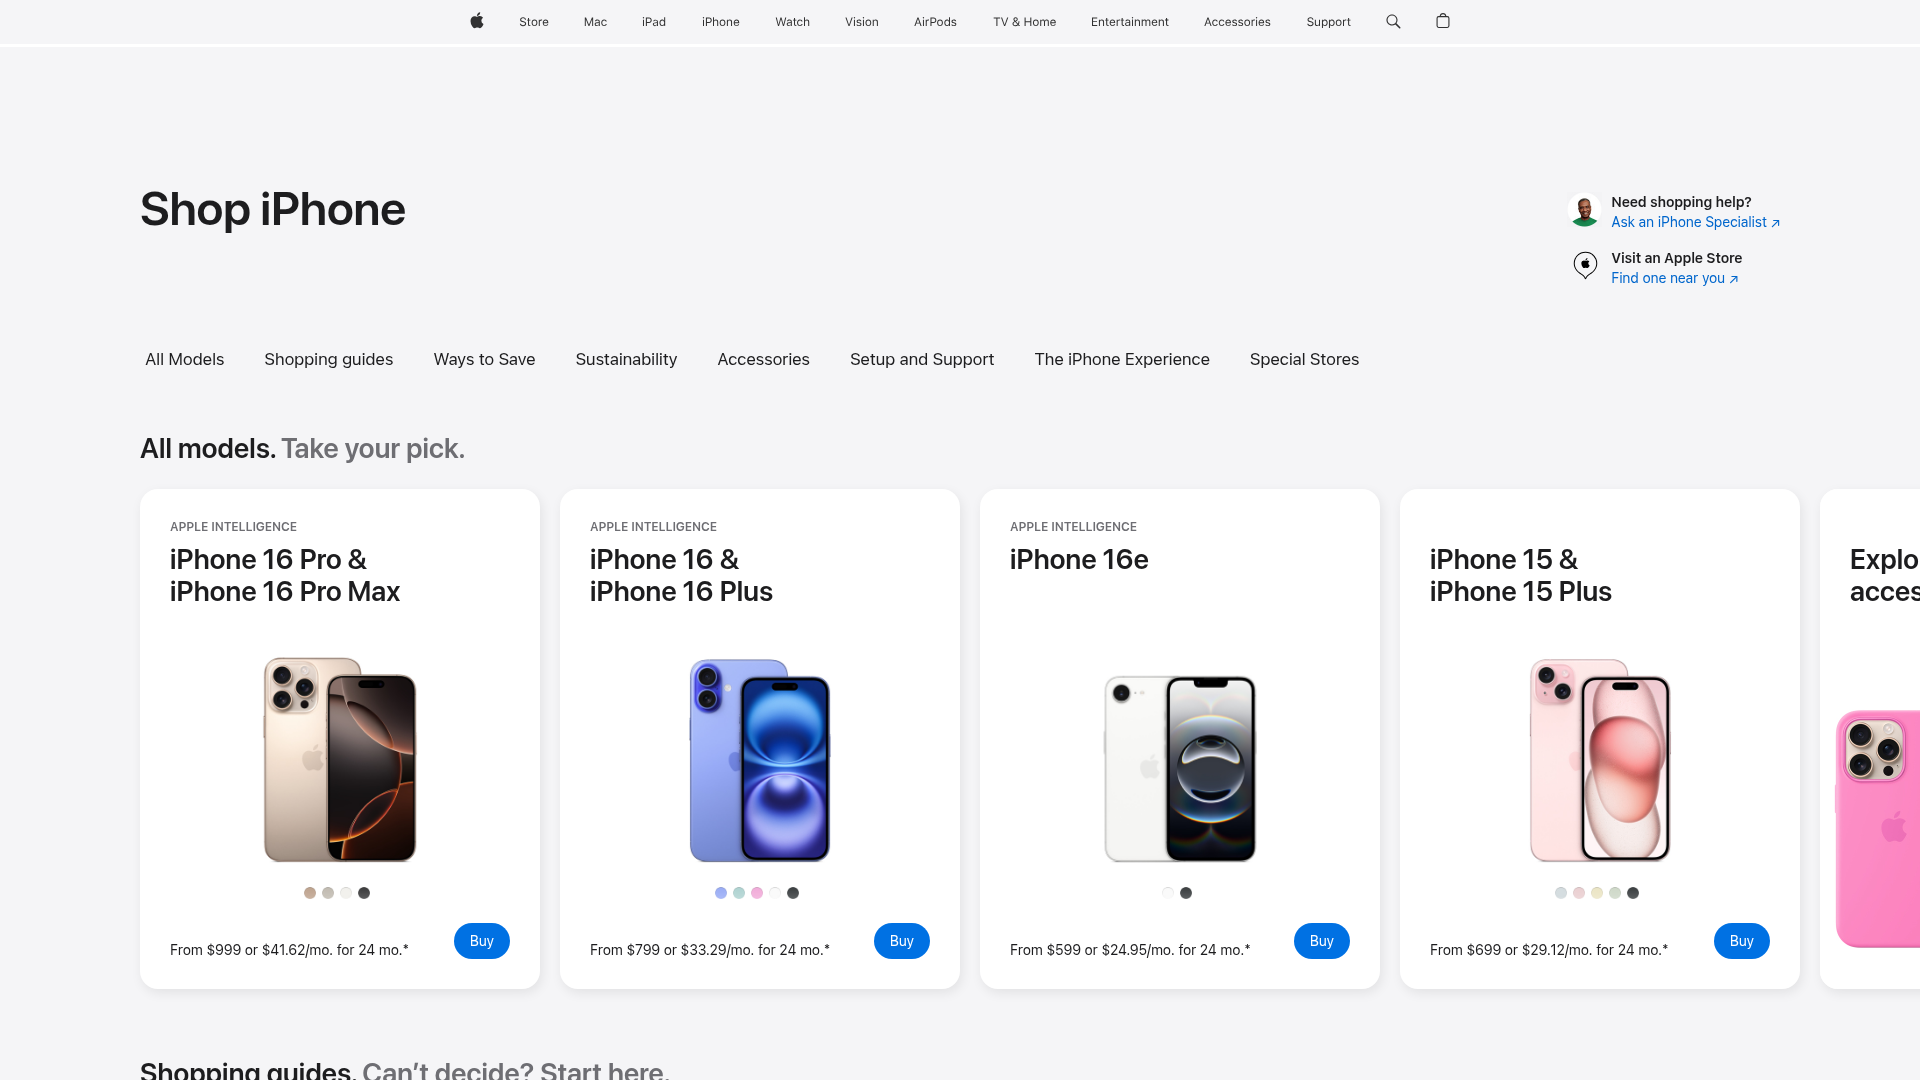 Store Mac iPad iPhone Watch Vision AirPods TV & Home Entertainment Accessories Support
Shop iPhone
Need shopping help?
Ask an iPhone Specialist ↗
Visit an Apple Store
Find one near you ↗
All Models Shopping guides Ways to Save Sustainability Accessories Setup and Support The iPhone Experience Special Stores
All models. Take your pick.
APPLE INTELLIGENCE
iPhone 16 Pro &
iPhone 16 Pro Max
From $999 or $41.62/mo. for 24 mo.*
Buy
APPLE INTELLIGENCE
iPhone 16 &
iPhone 16 Plus
From $799 or $33.29/mo. for 24 mo.*
Buy
APPLE INTELLIGENCE
iPhone 16e
From $599 or $24.95/mo. for 24 mo.*
Buy
iPhone 15 &
iPhone 15 Plus
From $699 or $29.12/mo. for 24 mo.*
Buy
Explo
acces
Shopping guides. Can't decide? Start here.